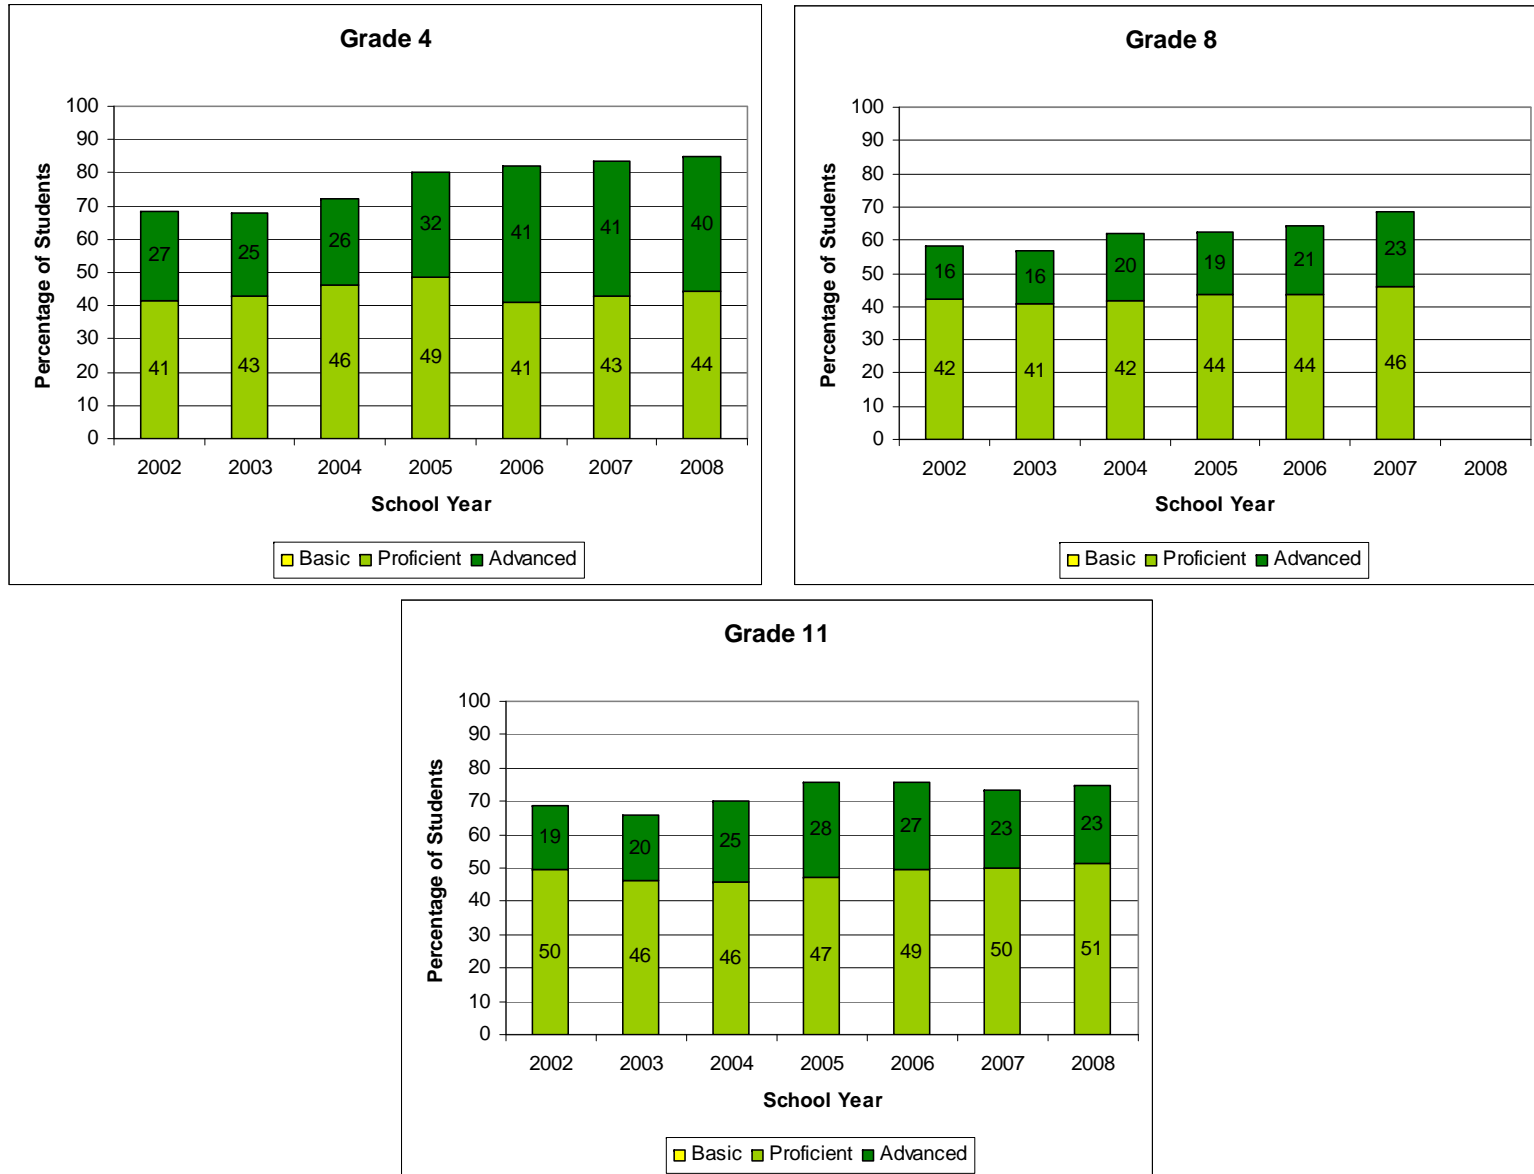 Grade 4
Percentage of Students
100
90
80
70
60
50
40
30
20
10
0
27 25 26 32 41 41 40
41 43 46 49 41 43 44
2002 2003 2004 2005 2006 2007 2008
School Year
Basic Proficient Advanced
Grade 8
Percentage of Students
100
90
80
70
60
50
40
30
20
10
0
16 16 20 19 21 23
42 41 42 44 44 46
2002 2003 2004 2005 2006 2007 2008
School Year
Basic Proficient Advanced
Grade 11
Percentage of Students
100
90
80
70
60
50
40
30
20
10
0
19 20 25 28 27 23 23
50 46 46 47 49 50 51
2002 2003 2004 2005 2006 2007 2008
School Year
Basic Proficient Advanced